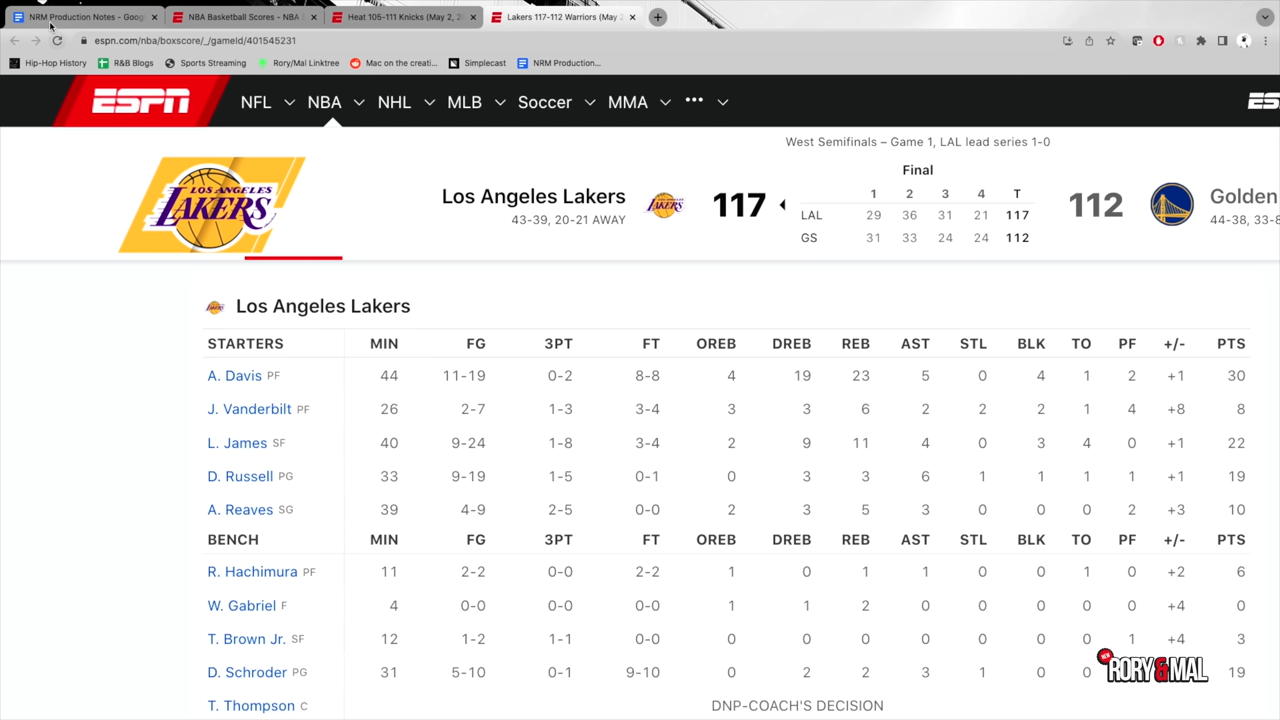 NRM Production Notes - Goog
NBA Basketball Scores - NBA
Heat 105-111 Knicks (May 2, 2
Lakers 117-112 Warriors (May 2
espn.com/nba/boxscore/_/gameId/401545231
Hip-Hop History R&B Blogs Sports Streaming Rory/Mal Linktree Mac on the creati... Simplecast NRM Production...
ESPN NFL NBA NHL MLB Soccer MMA •••
West Semifinals – Game 1, LAL lead series 1-0
LOS ANGELES
LAKERS
Los Angeles Lakers
43-39, 20-21 AWAY
117
Final
1 2 3 4 T
LAL 29 36 31 21 117
GS 31 33 24 24 112
112
Golden
44-38, 33-8
Los Angeles Lakers
STARTERS MIN FG 3PT FT OREB DREB REB AST STL BLK TO PF +/- PTS
A. Davis PF 44 11-19 0-2 8-8 4 19 23 5 0 4 1 2 +1 30
J. Vanderbilt PF 26 2-7 1-3 3-4 3 3 6 2 2 2 1 4 +8 8
L. James SF 40 9-24 1-8 3-4 2 9 11 4 0 3 4 0 +1 22
D. Russell PG 33 9-19 1-5 0-1 0 3 3 6 1 1 1 1 +1 19
A. Reaves SG 39 4-9 2-5 0-0 2 3 5 3 0 0 0 2 +3 10
BENCH MIN FG 3PT FT OREB DREB REB AST STL BLK TO PF +/- PTS
R. Hachimura PF 11 2-2 0-0 2-2 1 0 1 1 0 0 1 0 +2 6
W. Gabriel F 4 0-0 0-0 0-0 1 1 2 0 0 0 0 0 +4 0
T. Brown Jr. SF 12 1-2 1-1 0-0 0 0 0 0 0 0 0 1 +4 3
D. Schroder PG 31 5-10 0-1 9-10 0 2 2 3 1 0 0 19
NEW
RORY&MAL
T. Thompson C DNP-COACH'S DECISION